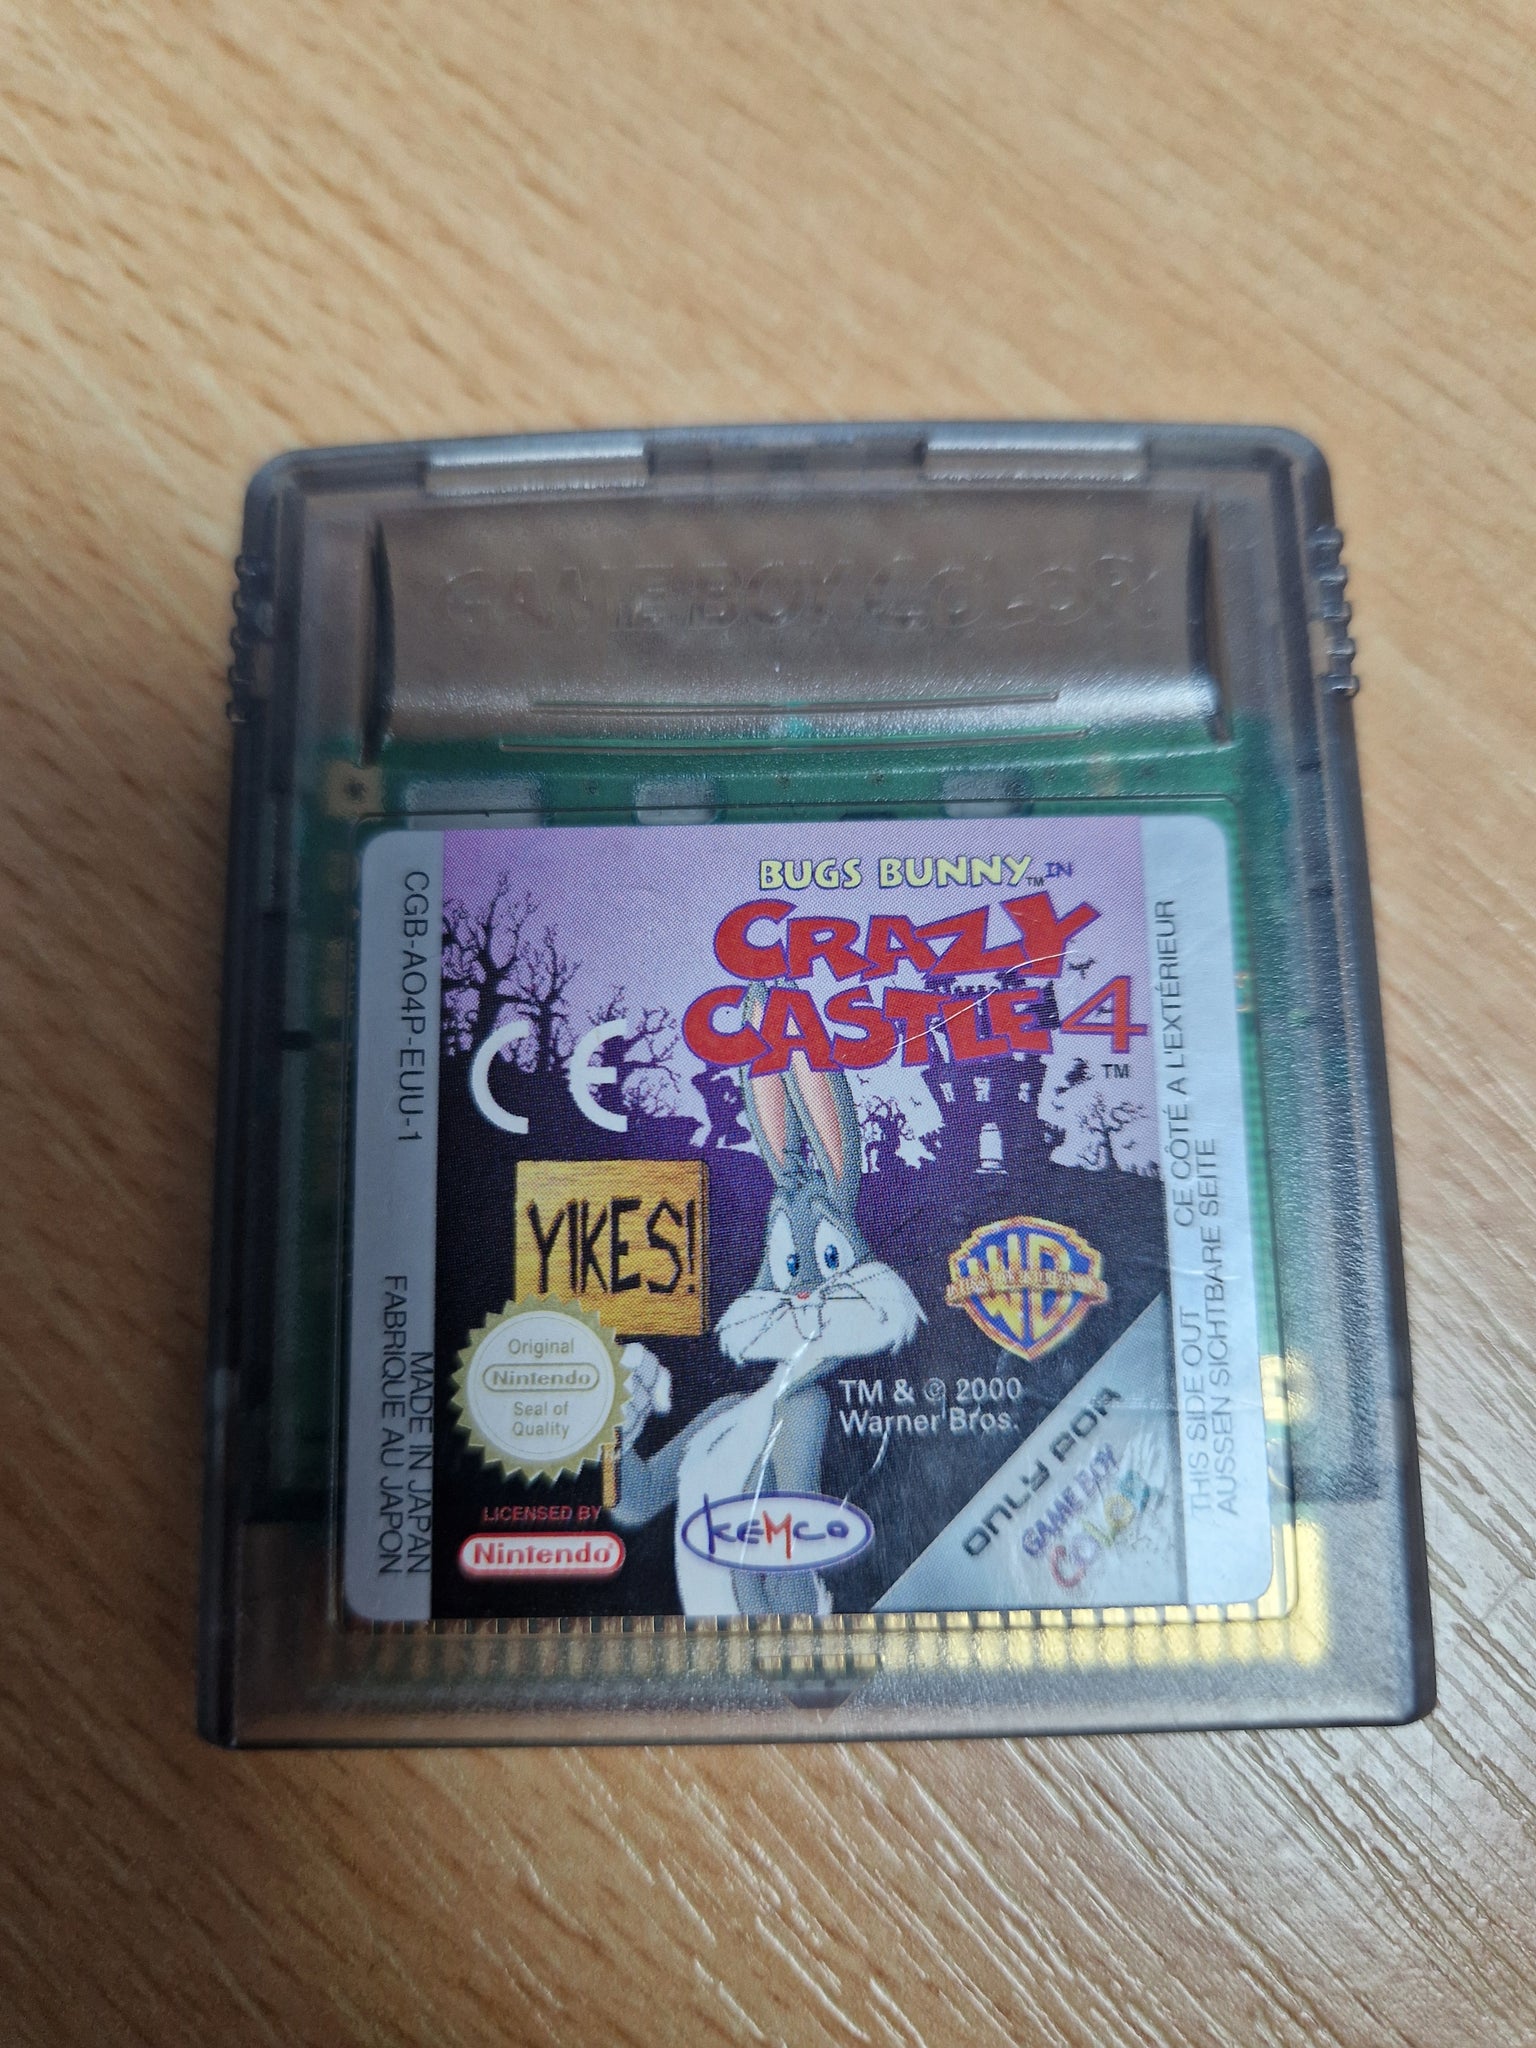 GAME BOY COLOR
BUGS BUNNY™ IN
CRAZY
CASTLE 4
™
CE
YIKES!
WB
TM & © 2000
Warner Bros.
Original
Nintendo
Seal of
Quality
LICENSED BY
Nintendo®
KEMCO
ONLY FOR
GAME BOY
COLOR
CGB-AO4P-EUU-1
MADE IN JAPAN
FABRIQUE AU JAPON
CE CÔTÉ A L'EXTÉRIEUR
THIS SIDE OUT
AUSSEN SICHTBARE SEITE